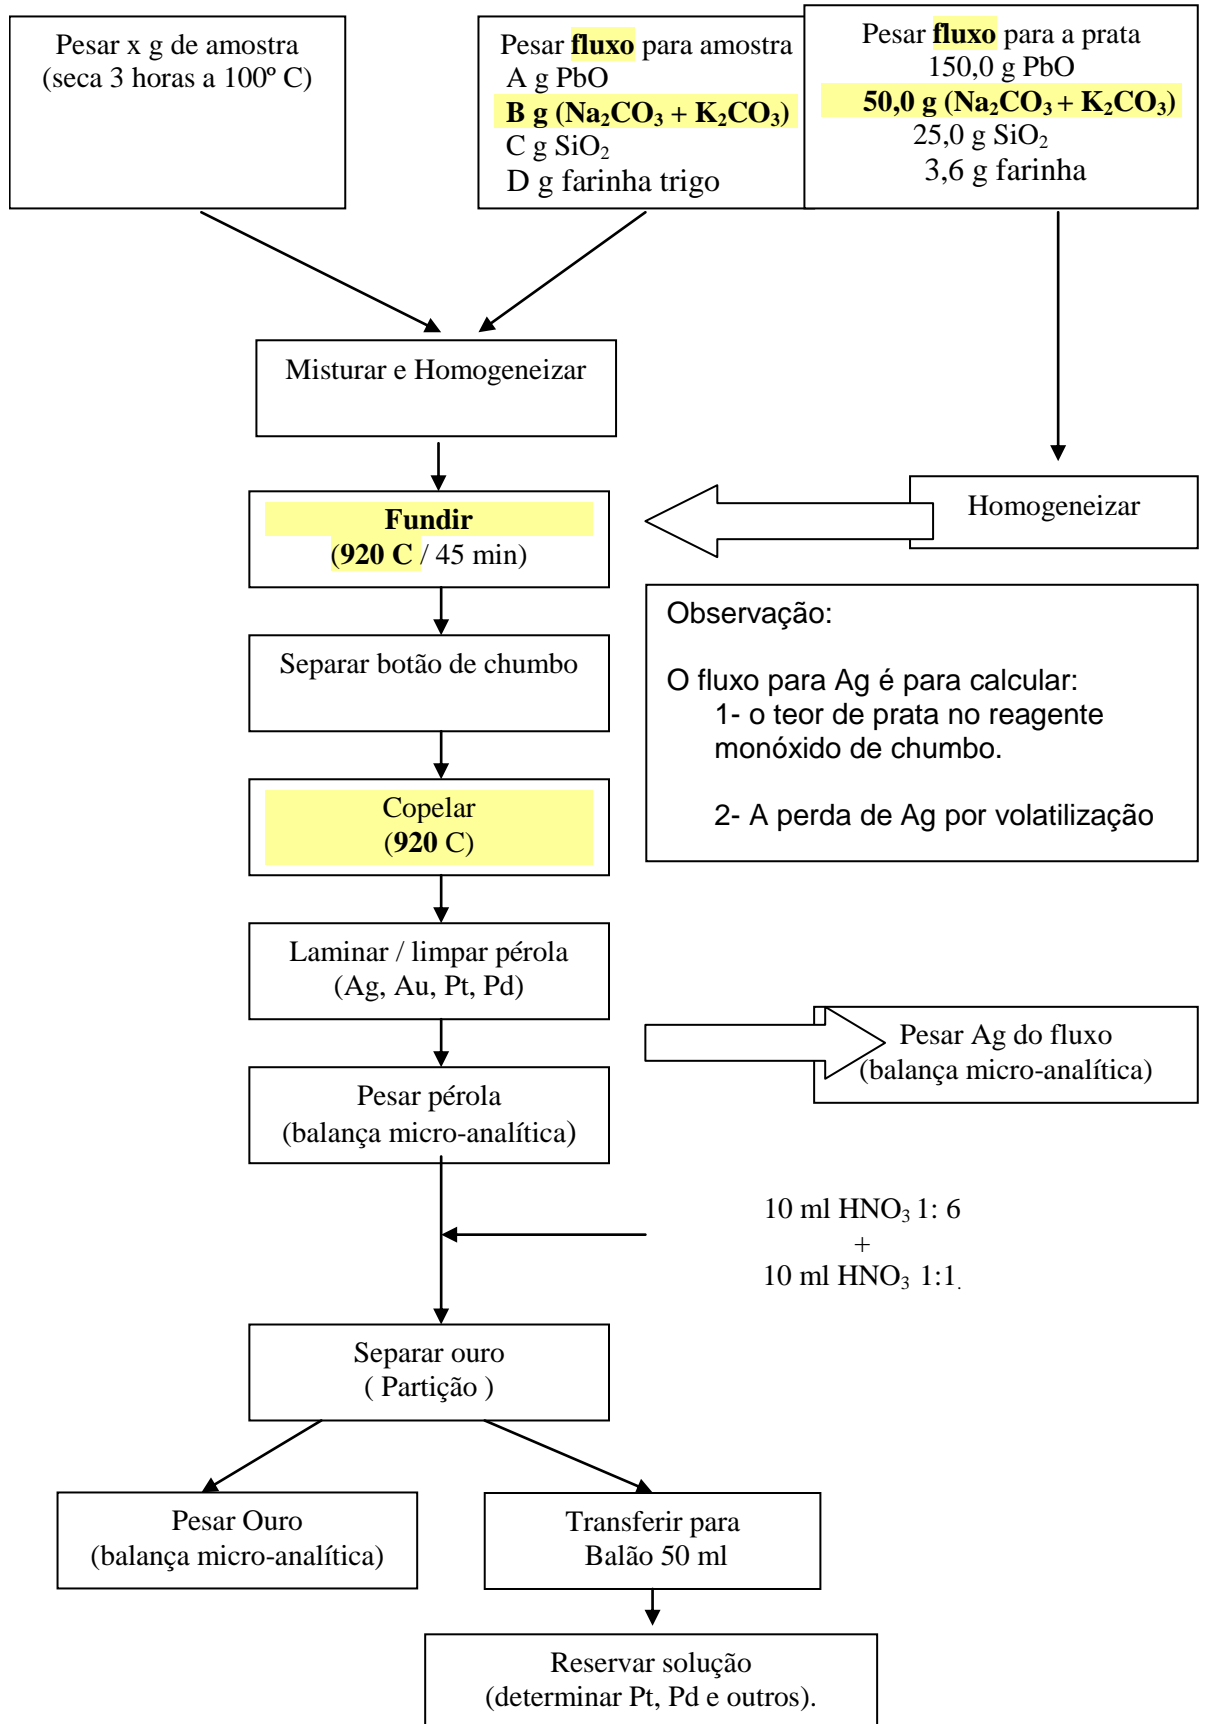 Pesar x g de amostra
(seca 3 horas a 100º C)
Pesar fluxo para amostra
A g PbO
B g (Na₂CO₃ + K₂CO₃)
C g SiO₂
D g farinha trigo
Pesar fluxo para a prata
150,0 g PbO
50,0 g (Na₂CO₃ + K₂CO₃)
25,0 g SiO₂
3,6 g farinha
Misturar e Homogeneizar
Homogeneizar
Fundir
(920 C / 45 min)
Observação:
O fluxo para Ag é para calcular:
1- o teor de prata no reagente
monóxido de chumbo.
2- A perda de Ag por volatilização
Separar botão de chumbo
Copelar
(920 C)
Laminar / limpar pérola
(Ag, Au, Pt, Pd)
Pesar Ag do fluxo
(balança micro-analítica)
Pesar pérola
(balança micro-analítica)
10 ml HNO₃ 1: 6
+
10 ml HNO₃ 1:1.
Separar ouro
( Partição )
Pesar Ouro
(balança micro-analítica)
Transferir para
Balão 50 ml
Reservar solução
(determinar Pt, Pd e outros).